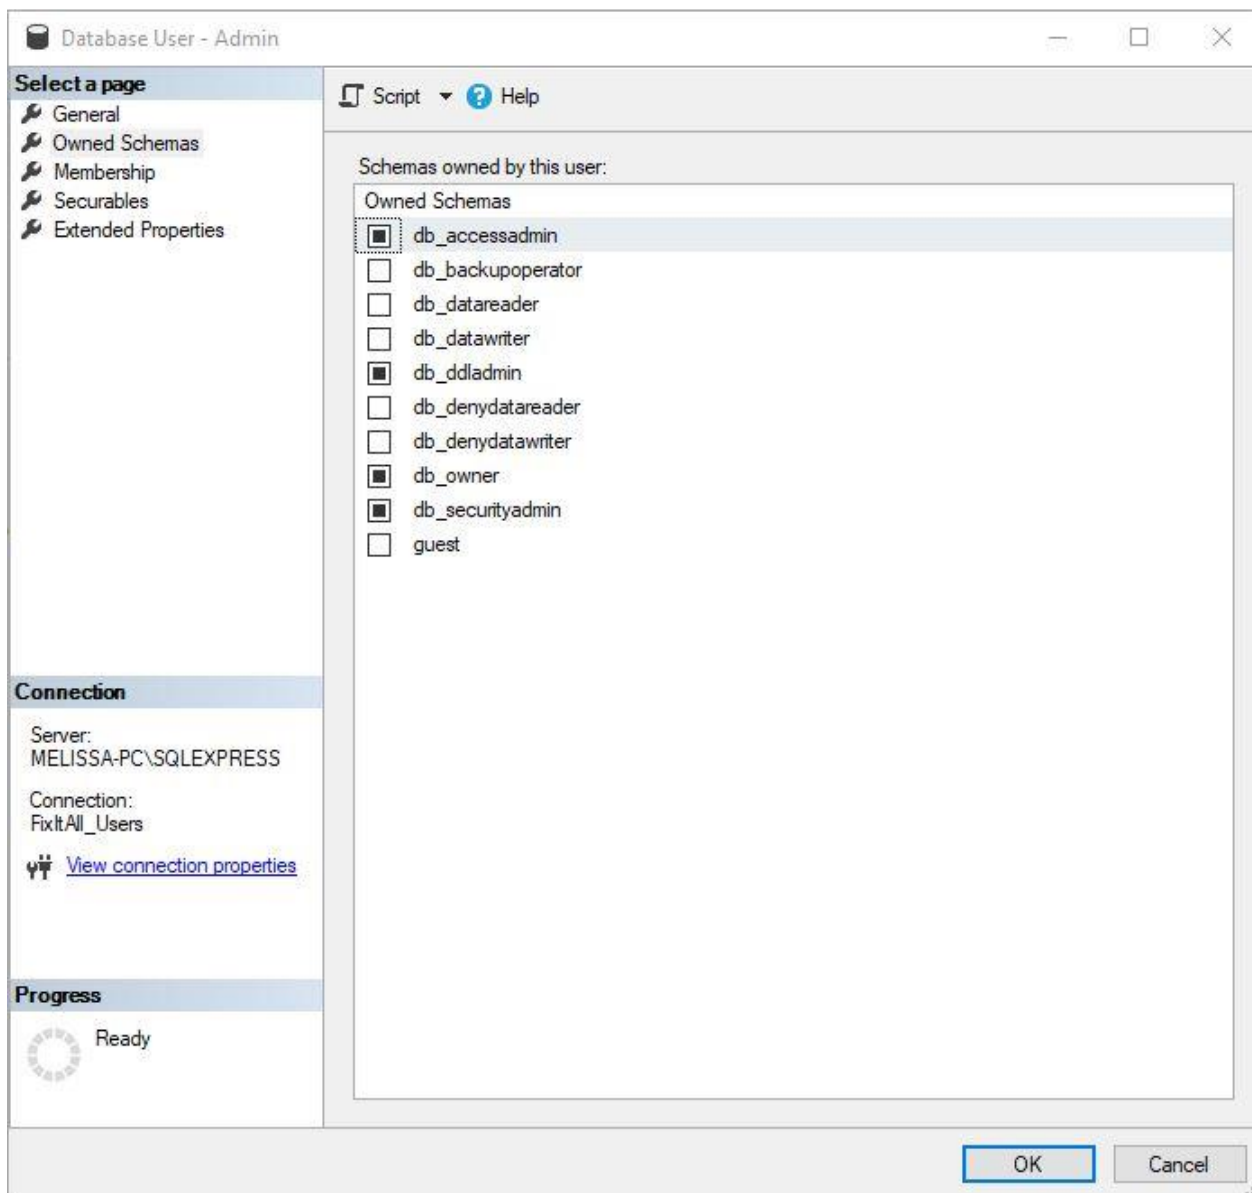 Database User - Admin
Select a page
General
Owned Schemas
Membership
Securables
Extended Properties
Script
Help
Schemas owned by this user:
Owned Schemas
db_accessadmin
db_backupoperator
db_datareader
db_datawriter
db_ddladmin
db_denydatareader
db_denydatawriter
db_owner
db_securityadmin
guest
Connection
Server:
MELISSA-PC\SQLEXPRESS
Connection:
FixItAll_Users
View connection properties
Progress
Ready
OK
Cancel